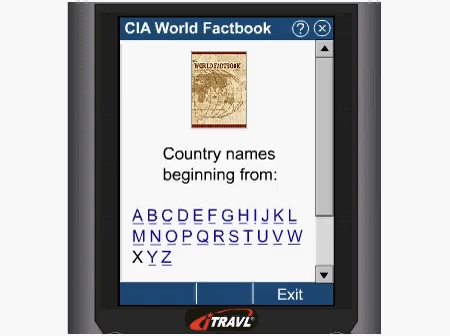 CIA World Factbook ? X
WORLD FACTBOOK
Country names
beginning from:
A B C D E F G H I J K L
M N O P Q R S T U V W
X Y Z
Exit
iTRAVL